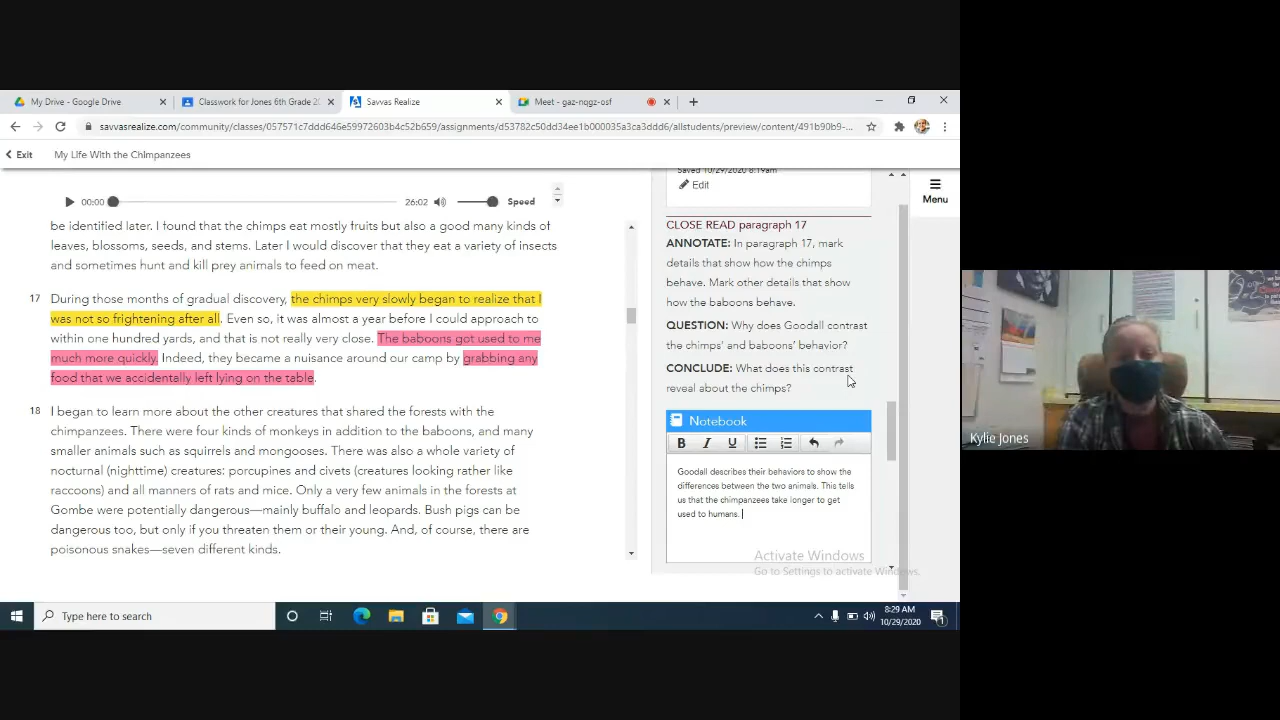 My Drive - Google Drive
Classwork for Jones 6th Grade 2
Savvas Realize
Meet - gaz-nqgz-osf
savvasrealize.com/community/classes/057571c7ddd646e59972603b4c52b659/assignments/d53782c50dd34ee1b000035a3ca3ddd6/allstudents/preview/content/491b90b9-...
Exit
My Life With the Chimpanzees
00:00
26:02
Speed
be identified later. I found that the chimps eat mostly fruits but also a good many kinds of
leaves, blossoms, seeds, and stems. Later I would discover that they eat a variety of insects
and sometimes hunt and kill prey animals to feed on meat.
17 During those months of gradual discovery, the chimps very slowly began to realize that I
was not so frightening after all. Even so, it was almost a year before I could approach to
within one hundred yards, and that is not really very close. The baboons got used to me
much more quickly. Indeed, they became a nuisance around our camp by grabbing any
food that we accidentally left lying on the table.
18 I began to learn more about the other creatures that shared the forests with the
chimpanzees. There were four kinds of monkeys in addition to the baboons, and many
smaller animals such as squirrels and mongooses. There was also a whole variety of
nocturnal (nighttime) creatures: porcupines and civets (creatures looking rather like
raccoons) and all manners of rats and mice. Only a very few animals in the forests at
Gombe were potentially dangerous—mainly buffalo and leopards. Bush pigs can be
dangerous too, but only if you threaten them or their young. And, of course, there are
poisonous snakes—seven different kinds.
Saved 10/29/2020 8:19am
Edit
Menu
CLOSE READ paragraph 17
ANNOTATE: In paragraph 17, mark
details that show how the chimps
behave. Mark other details that show
how the baboons behave.
QUESTION: Why does Goodall contrast
the chimps' and baboons' behavior?
CONCLUDE: What does this contrast
reveal about the chimps?
Notebook
B I U
Goodall describes their behaviors to show the
differences between the two animals. This tells
us that the chimpanzees take longer to get
used to humans.
Activate Windows
Go to Settings to activate Windows.
Type here to search
8:29 AM
10/29/2020
1
Kylie Jones